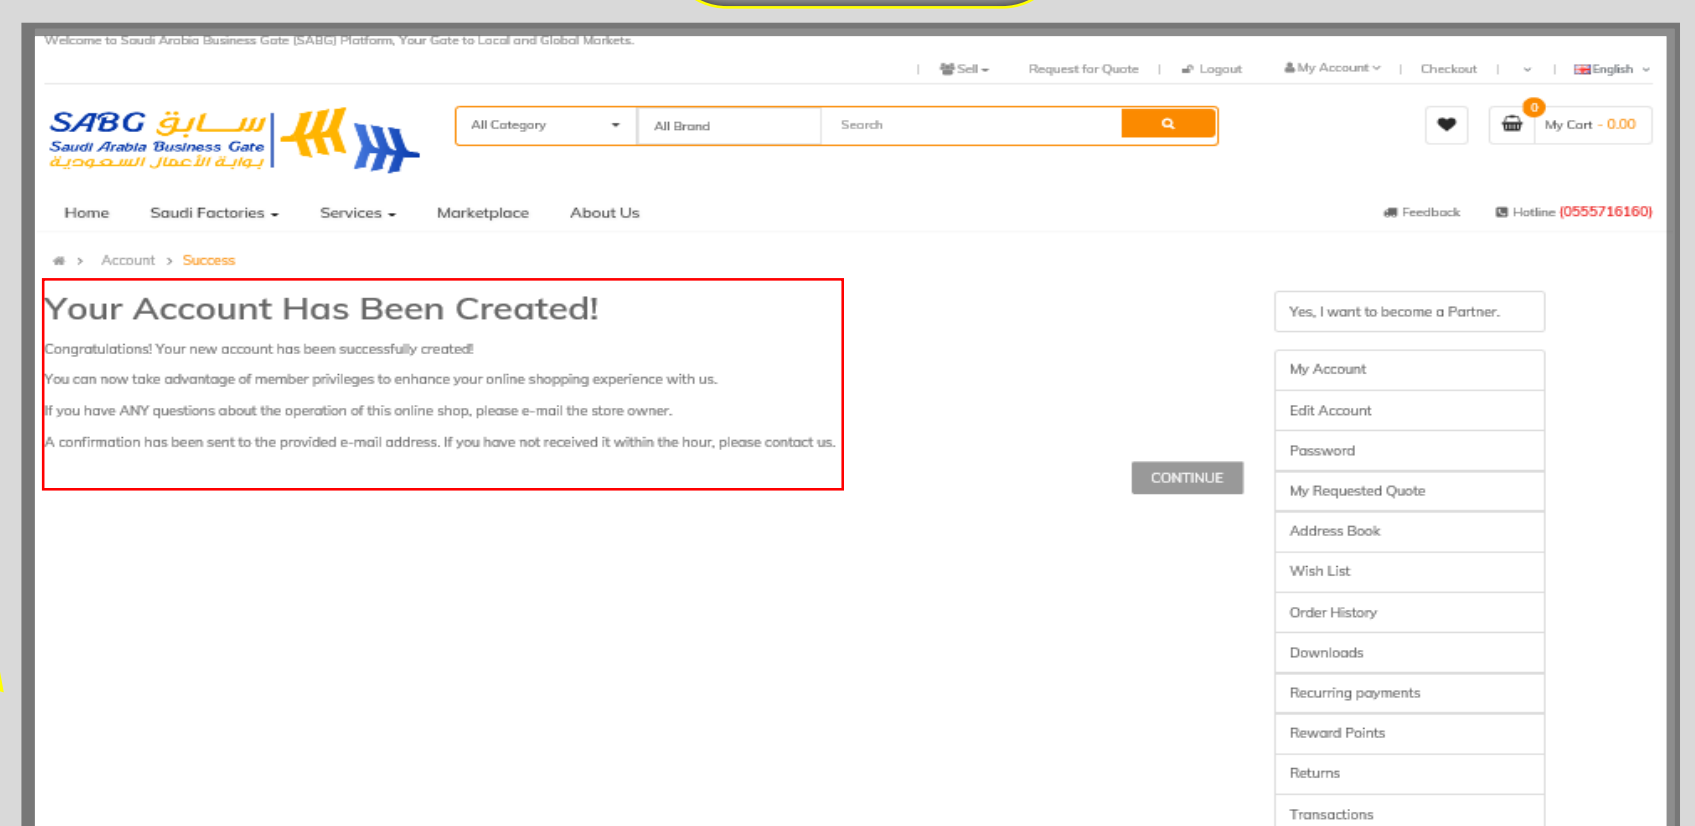 Welcome to Saudi Arabia Business Gate (SABG) Platform, Your Gate to Local and Global Markets.
| Sell | Request for Quote | Logout My Account | Checkout | | English
SABG سابق
Saudi Arabia Business Gate
بوابة الأعمال السعودية
All Category All Brand Search
0
My Cart - 0.00
Home Saudi Factories Services Marketplace About Us Feedback Hotline (0555716160)
> Account > Success
Your Account Has Been Created!
Congratulations! Your new account has been successfully created!
You can now take advantage of member privileges to enhance your online shopping experience with us.
If you have ANY questions about the operation of this online shop, please e-mail the store owner.
A confirmation has been sent to the provided e-mail address. If you have not received it within the hour, please contact us.
CONTINUE
Yes, I want to become a Partner.
My Account
Edit Account
Password
My Requested Quote
Address Book
Wish List
Order History
Downloads
Recurring payments
Reward Points
Returns
Transactions